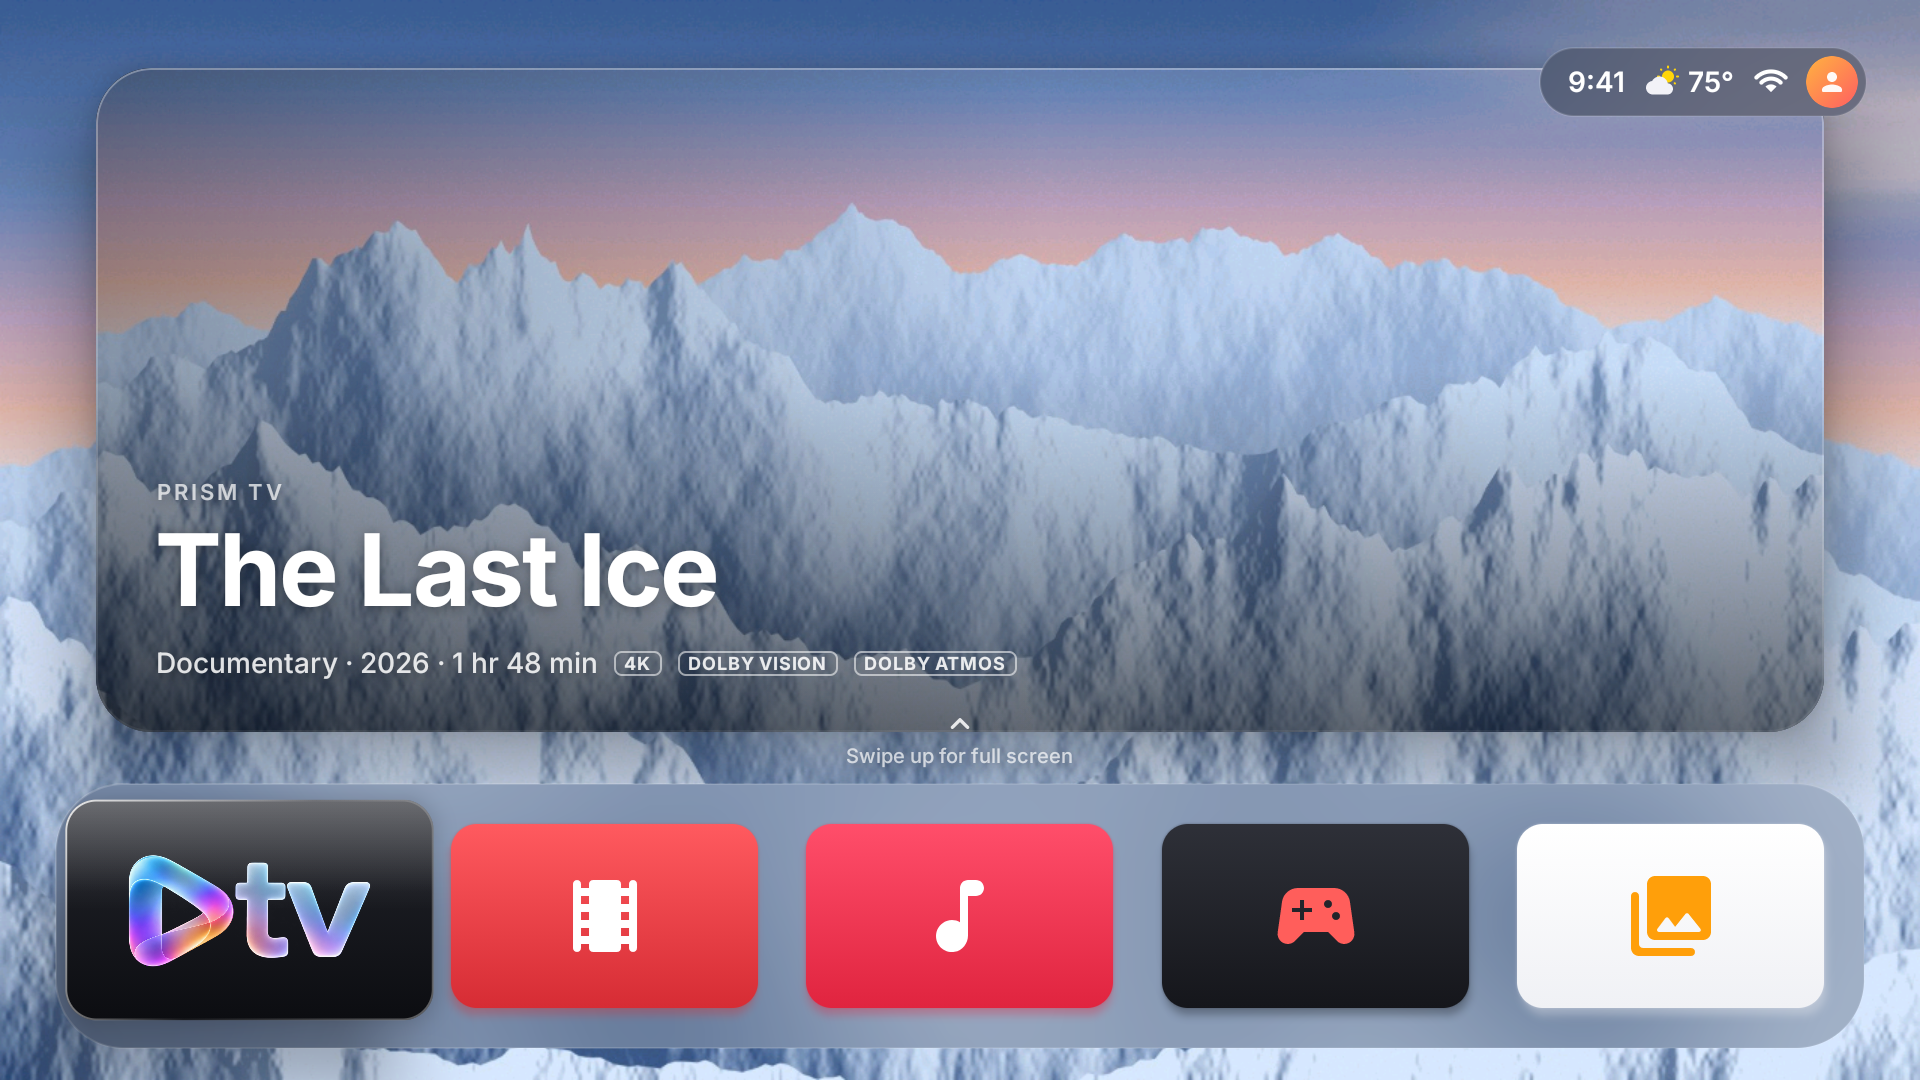 9:41 75°
PRISM TV
The Last Ice
Documentary · 2026 · 1 hr 48 min 4K DOLBY VISION DOLBY ATMOS
Swipe up for full screen
tv